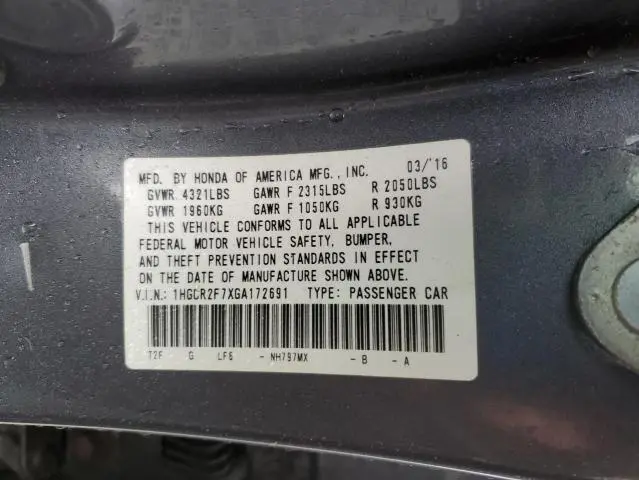 MFD. BY HONDA OF AMERICA MFG., INC. 03/'16
GVWR 4321LBS GAWR F 2315LBS R 2050LBS
GVWR 1960KG GAWR F 1050KG R 930KG
THIS VEHICLE CONFORMS TO ALL APPLICABLE
FEDERAL MOTOR VEHICLE SAFETY, BUMPER,
AND THEFT PREVENTION STANDARDS IN EFFECT
ON THE DATE OF MANUFACTURE SHOWN ABOVE.
V.I.N.: 1HGCR2F7XGA172691 TYPE: PASSENGER CAR
T2F G LF6 - NH797MX - B - A